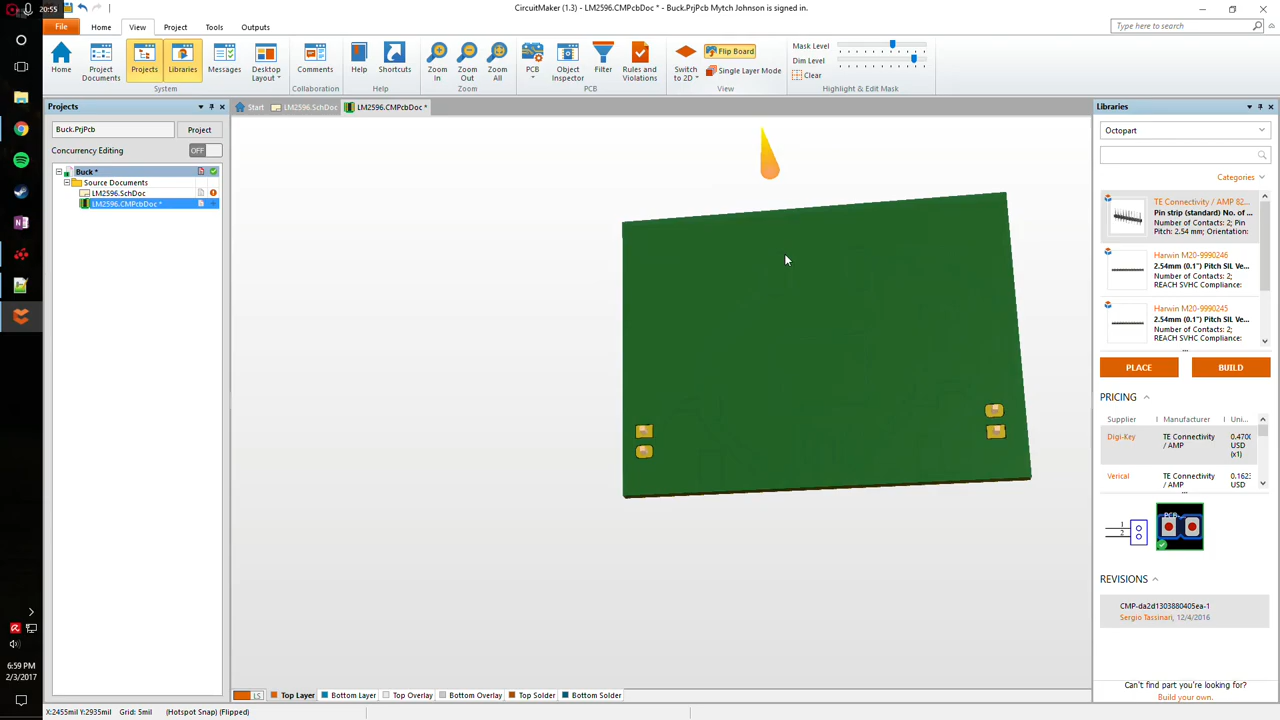 20:55
CircuitMaker (1.3) - LM2596.CMPcbDoc * - Buck.PrjPcb Mytch Johnson is signed in.
File Home View Project Tools Outputs
Type here to search
Home
Project Documents
Projects
Libraries
Messages
Desktop Layout
System
Comments
Collaboration
Help
Shortcuts
Help
Zoom In
Zoom Out
Zoom All
Zoom
PCB
Object Inspector
Filter
Rules and Violations
PCB
Switch to 2D
Flip Board
Single Layer Mode
View
Mask Level
Dim Level
Clear
Highlight & Edit Mask
Projects
Buck.PrjPcb
Project
Concurrency Editing
OFF
Buck *
Source Documents
LM2596.SchDoc
LM2596.CMPcbDoc *
Start
LM2596.SchDoc
LM2596.CMPcbDoc *
Libraries
Octopart
Categories
TE Connectivity / AMP 82...
Pin strip (standard) No. of ...
Number of Contacts: 2; Pin
Pitch: 2.54 mm; Orientation:
Harwin M20-9990246
2.54mm (0.1") Pitch SIL Ve...
Number of Contacts: 2;
REACH SVHC Compliance:
Harwin M20-9990245
2.54mm (0.1") Pitch SIL Ve...
Number of Contacts: 2;
REACH SVHC Compliance:
PLACE
BUILD
PRICING
Supplier Manufacturer Uni...
Digi-Key TE Connectivity / AMP 0.4700 USD (x1)
Verical TE Connectivity / AMP 0.1623 USD
1
2
PCB-
REVISIONS
CMP-da2d1303880405ea-1
Sergio Tassinari, 12/4/2016
Can't find part you're looking for?
Build your own.
6:59 PM
2/3/2017
LS
Top Layer
Bottom Layer
Top Overlay
Bottom Overlay
Top Solder
Bottom Solder
X:2455mil Y:2935mil Grid: 5mil (Hotspot Snap) (Flipped)